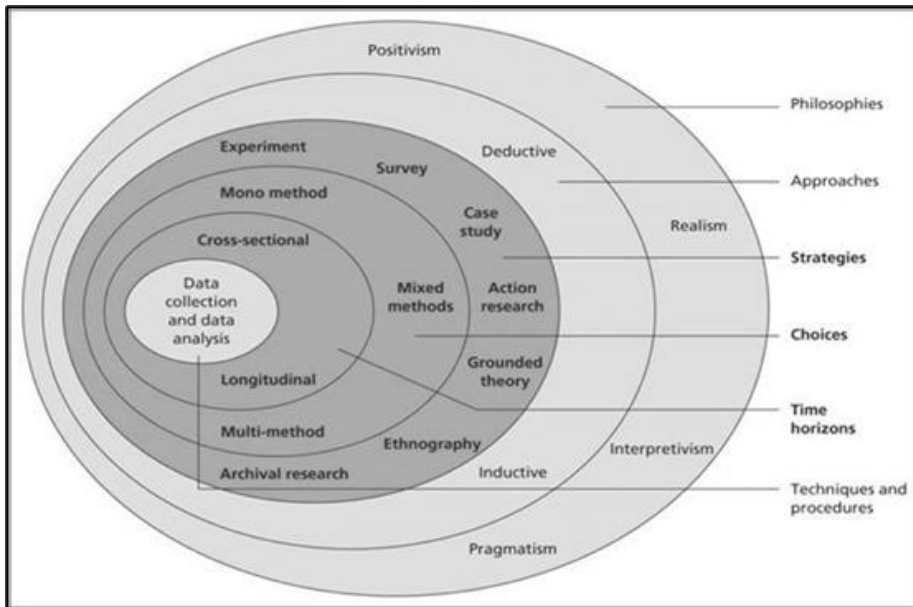 Positivism
Philosophies
Experiment
Deductive
Survey
Approaches
Mono method
Case
study
Realism
Cross-sectional
Strategies
Data
collection
and data
analysis
Mixed
methods
Action
research
Choices
Grounded
theory
Longitudinal
Time
horizons
Multi-method
Ethnography
Interpretivism
Archival research
Inductive
Techniques and
procedures
Pragmatism